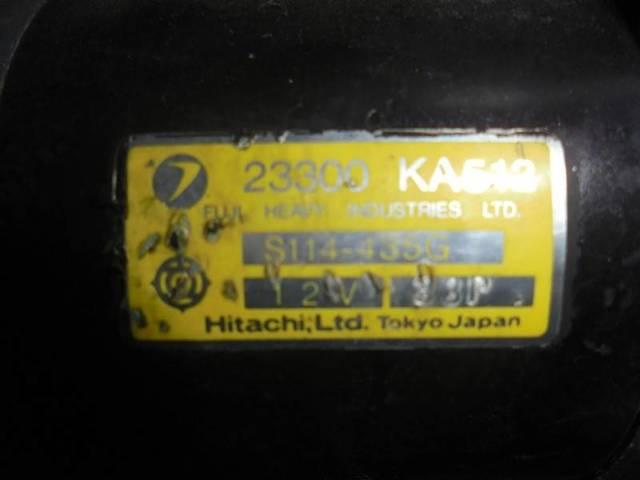 23300 KA512
FUJI HEAVY INDUSTRIES LTD.
S114-435G
12V
Hitachi, Ltd. Tokyo Japan